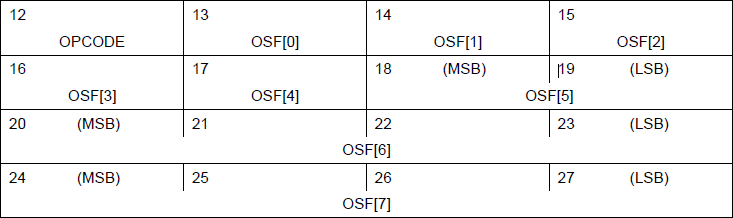 12 13 14 15
OPCODE OSF[0] OSF[1] OSF[2]
16 17 18 (MSB) 19 (LSB)
OSF[3] OSF[4] OSF[5]
20 (MSB) 21 22 23 (LSB)
OSF[6]
24 (MSB) 25 26 27 (LSB)
OSF[7]